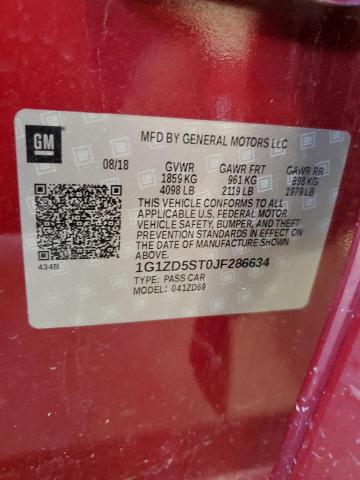 GM
MFD BY GENERAL MOTORS LLC
08/18 GVWR GAWR FRT GAWR RR
1859 KG 961 KG 898 KG
4098 LB 2119 LB 1979 LB
THIS VEHICLE CONFORMS TO ALL
APPLICABLE U.S. FEDERAL MOTOR
VEHICLE SAFETY, BUMPER, AND THEFT
PREVENTION STANDARDS IN EFFECT ON
THE DATE OF MANUFACTURE SHOWN
ABOVE.
434B 1G1ZD5ST0JF286634
TYPE: PASS CAR
MODEL: 041ZD69